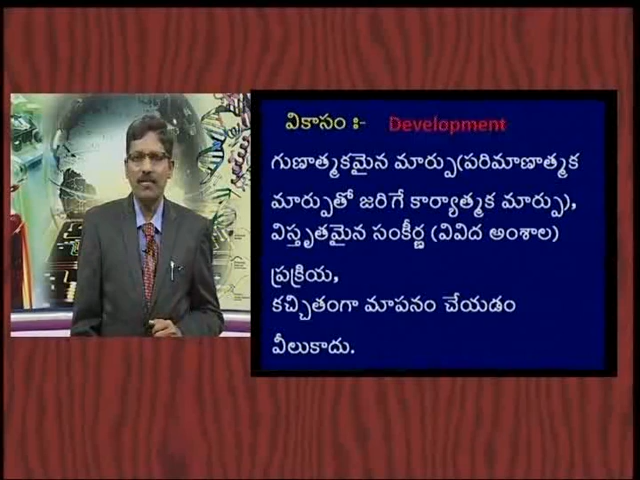 వికాసం ః- Development
గుణాత్మకమైన మార్పు(పరిమాణాత్మక
మార్పుతో జరిగే కార్యాత్మక మార్పు),
విస్తృతమైన సంకీర్ణ (వివిద అంశాల)
ప్రక్రియ,
కచ్చితంగా మాపనం చేయడం
వీలుకాదు.